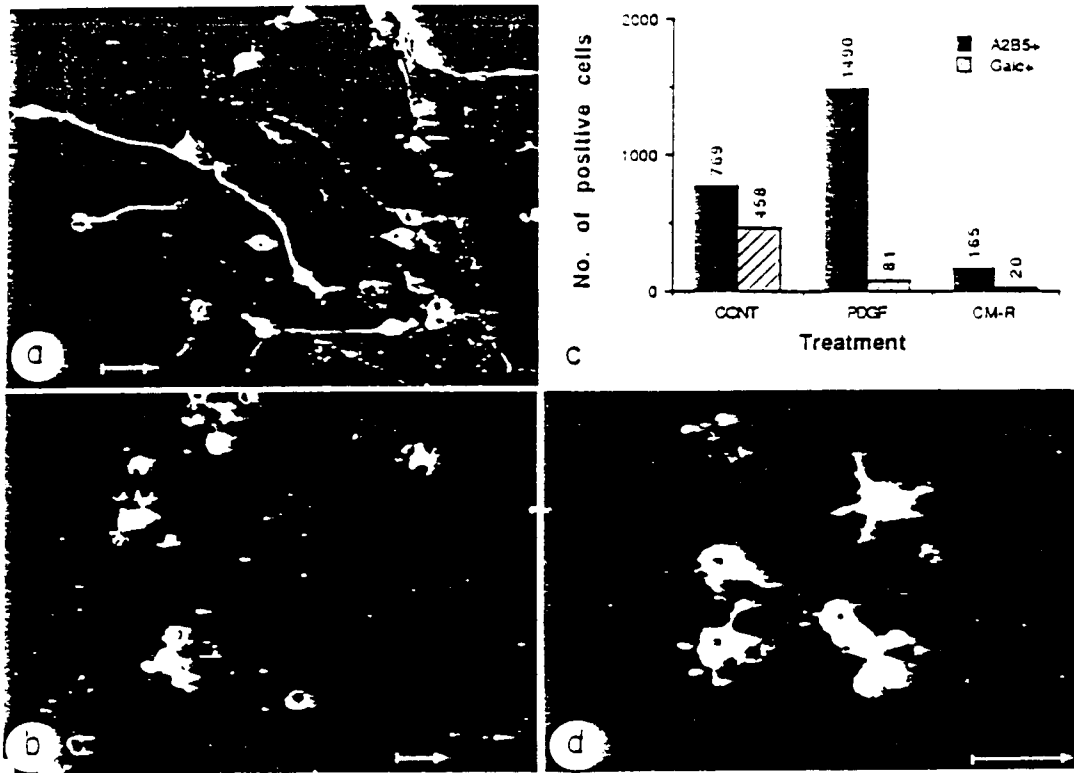 a
2000
1000
0
No. of positive cells
769
458
1490
81
165
20
A2B5+
Galc+
CONT
PDGF
CM-R
Treatment
C
b
d